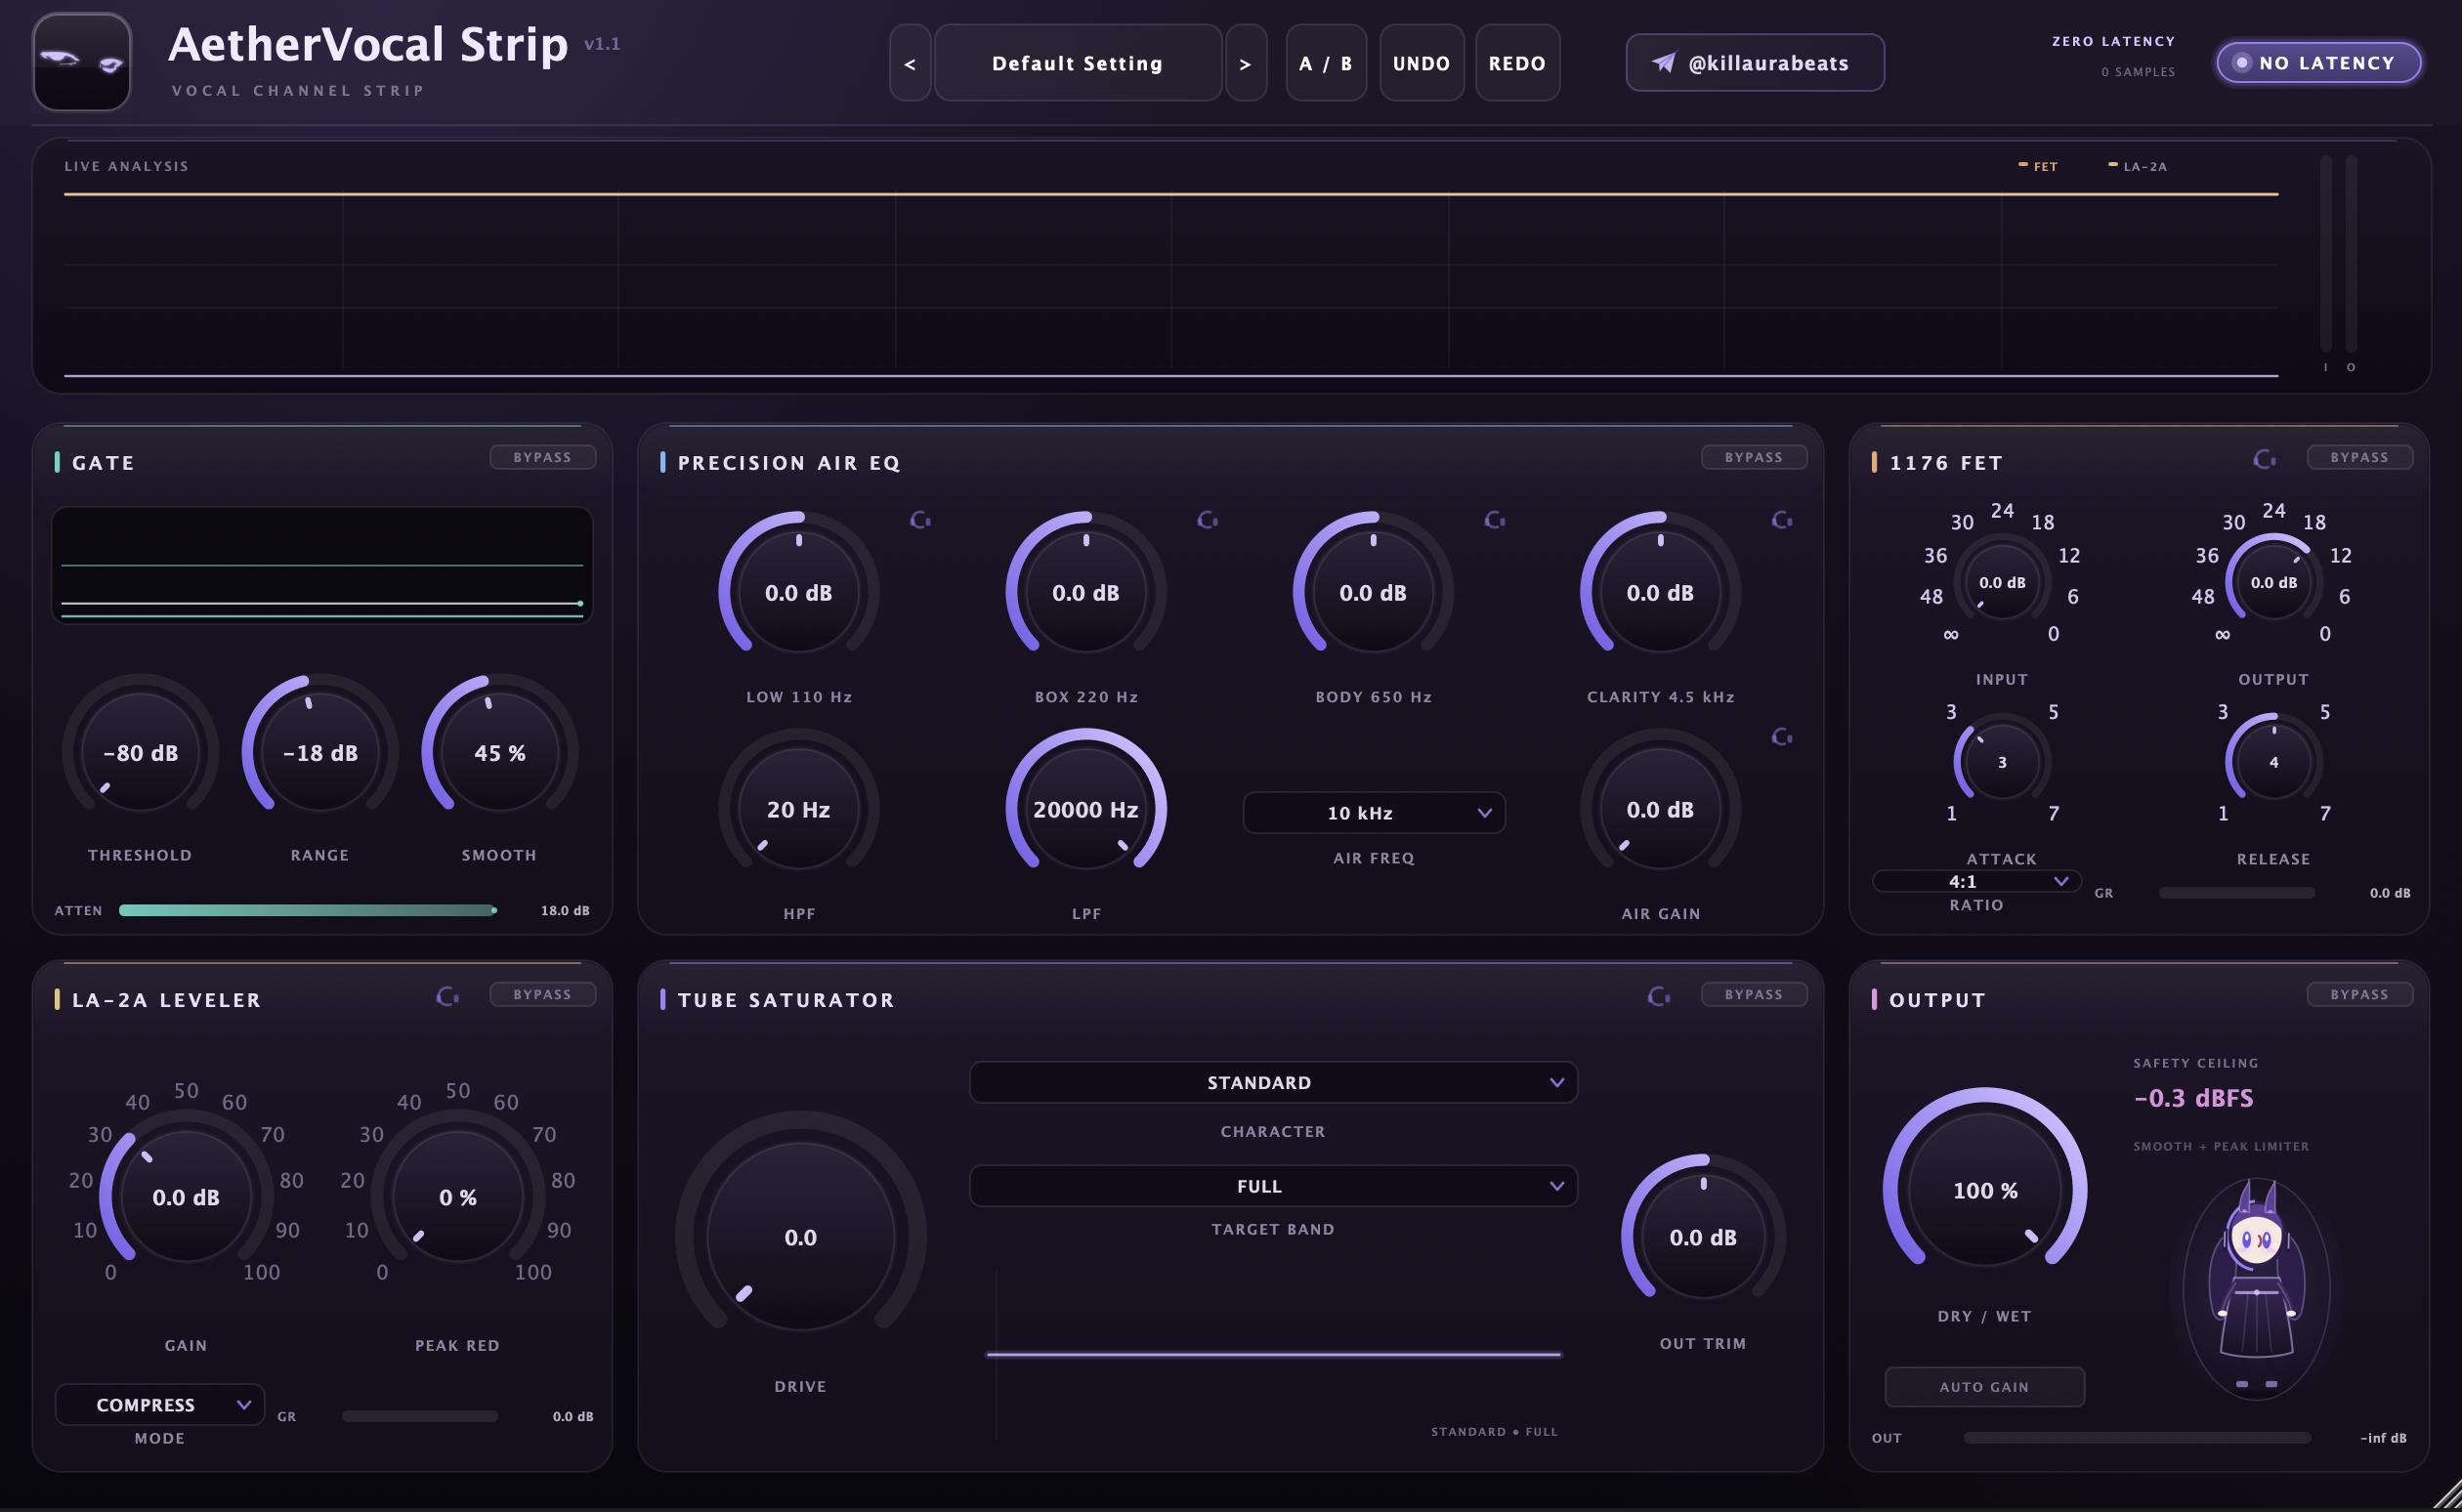 AetherVocal Strip v1.1
VOCAL CHANNEL STRIP
< Default Setting > A / B UNDO REDO
@killaurabeats
ZERO LATENCY
0 SAMPLES
NO LATENCY
LIVE ANALYSIS
FET LA-2A
I O
GATE BYPASS
-80 dB -18 dB 45 %
THRESHOLD RANGE SMOOTH
ATTEN 18.0 dB
PRECISION AIR EQ BYPASS
0.0 dB 0.0 dB 0.0 dB 0.0 dB
LOW 110 Hz BOX 220 Hz BODY 650 Hz CLARITY 4.5 kHz
20 Hz 20000 Hz 10 kHz 0.0 dB
AIR FREQ
HPF LPF AIR GAIN
1176 FET BYPASS
∞ 48 36 30 24 18 12 6 0
0.0 dB
INPUT
∞ 48 36 30 24 18 12 6 0
0.0 dB
OUTPUT
1 3 5 7
3
ATTACK
1 3 5 7
4
RELEASE
4:1 GR 0.0 dB
RATIO
LA-2A LEVELER BYPASS
0 10 20 30 40 50 60 70 80 90 100
0.0 dB
GAIN
0 10 20 30 40 50 60 70 80 90 100
0 %
PEAK RED
COMPRESS GR 0.0 dB
MODE
TUBE SATURATOR BYPASS
0.0
DRIVE
STANDARD
CHARACTER
FULL
TARGET BAND
0.0 dB
OUT TRIM
STANDARD • FULL
OUTPUT BYPASS
100 %
DRY / WET
SAFETY CEILING
-0.3 dBFS
SMOOTH + PEAK LIMITER
AUTO GAIN
OUT -inf dB